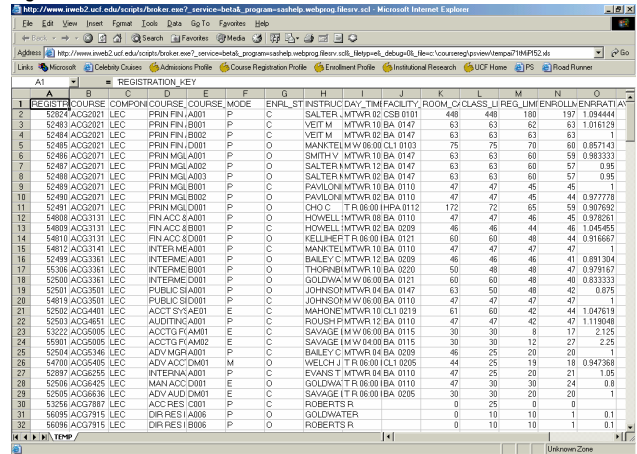 http://www.irweb2.ucf.edu/scripts/broker.exe?_service=beta&_program=sashelp.webprog.filesrv.scl - Microsoft Internet Explorer
File Edit View Insert Format Tools Data Go To Favorites Help
Back Search Favorites Media
Address http://www.irweb2.ucf.edu/scripts/broker.exe?_service=beta&_program=sashelp.webprog.filesrv.scl&_filetyp=e&_debug=0&_file=c:\coursereg\psview\tempai71tMiP152.xls Go
Links Microsoft Celebrity Cruises Admissions Profile Course Registration Profile Enrollment Profile Institutional Research UCF Home PS Road Runner
A1 = 'REGISTRATION_KEY
A B C D E F G H I J K L M N O
1 REGISTR COURSE COMPONI COURSE_ COURSE_ MODE ENRL_ST INSTRUC DAY_TIME FACILITY_ ROOM_CA CLASS_LI REG_LIMI ENROLLM ENRRATI AV
2 52824 ACG2021 LEC PRIN FIN A001 P C SALTER J MTWR 02 CSB 0101 448 448 180 197 1.094444
3 52483 ACG2021 LEC PRIN FIN B001 P C VEIT M MTWR 10 BA 0147 63 63 62 63 1.016129
4 52484 ACG2021 LEC PRIN FIN B002 P C VEIT M MTWR 02 BA 0147 63 63 63 63 1
5 52485 ACG2021 LEC PRIN FIN D001 P O MANKTEL M W 06:00 CL1 0103 75 75 70 60 0.857143
6 52486 ACG2071 LEC PRIN MGL A001 P O SMITH V MTWR 10 BA 0147 63 63 60 59 0.983333
7 52487 ACG2071 LEC PRIN MGL A002 P O SALTER M MTWR 12 BA 0147 63 63 60 57 0.95
8 52488 ACG2071 LEC PRIN MGL A003 P O SALTER M MTWR 02 BA 0147 63 63 60 57 0.95
9 52489 ACG2071 LEC PRIN MGL B001 P C PAVILONI MTWR 10 BA 0110 47 47 45 45 1
10 52490 ACG2071 LEC PRIN MGL B002 P O PAVILONI MTWR 02 BA 0110 47 47 45 44 0.977778
11 52491 ACG2071 LEC PRIN MGL D001 P O CHO C T R 06:00 HPA 0112 172 72 65 59 0.907692
12 54808 ACG3131 LEC FIN ACC & A001 P O HOWELL MTWR 08 BA 0110 47 47 46 45 0.978261
13 54809 ACG3131 LEC FIN ACC & B001 P C HOWELL MTWR 02 BA 0209 46 46 44 46 1.045455
14 54810 ACG3131 LEC FIN ACC & D001 P O KELLIHER T R 06:00 BA 0121 60 60 48 44 0.916667
15 54812 ACG3141 LEC INTER ME A001 P C MANKTEL MTWR 10 BA 0110 47 47 47 47 1
16 52499 ACG3361 LEC INTERME A001 P O BAILEY C MTWR 12 BA 0209 46 46 46 41 0.891304
17 55306 ACG3361 LEC INTERME B001 P O THORNBU MTWR 10 BA 0220 50 48 48 47 0.979167
18 52500 ACG3361 LEC INTERME D001 P O GOLDWA M W 06:00 BA 0121 60 60 48 40 0.833333
19 52501 ACG3501 LEC PUBLIC SE A001 P O JOHNSON MTWR 04 BA 0147 63 50 48 42 0.875
20 54819 ACG3501 LEC PUBLIC SE D001 P C JOHNSON M W 06:00 BA 0110 47 47 47 47 1
21 52502 ACG4401 LEC ACCT SYS AE01 E C MAHONEY MTWR 10 CL1 0219 61 60 42 44 1.047619
22 52503 ACG4651 LEC AUDITING A001 P C ROUSH P MTWR 12 BA 0110 47 47 42 47 1.119048
23 53222 ACG5005 LEC ACCTG FO AM01 E C SAVAGE L M W 06:00 BA 0115 30 30 8 17 2.125
24 55901 ACG5005 LEC ACCTG FO AM02 E C SAVAGE L M W 04:00 BA 0115 30 30 12 27 2.25
25 52504 ACG5346 LEC ADV MGR A001 P C BAILEY C MTWR 04 BA 0209 46 25 20 20 1
26 54700 ACG5405 LEC ADV ACCT DM01 M O WELCH J T R 06:00 CL1 0205 44 25 19 18 0.947368
27 52897 ACG6255 LEC INTERNA A001 P C EVANS T MTWR 04 BA 0110 47 25 20 21 1.05
28 52506 ACG6425 LEC MAN ACC D001 E O GOLDWA T R 06:00 BA 0110 47 30 30 24 0.8
29 52505 ACG6636 LEC ADV AUD DM01 E C SAVAGE L T R 06:00 BA 0205 30 30 20 20 1
30 53256 ACG7887 LEC ACC RES C001 P O ROBERTS R 0 25 0 0
31 56095 ACG7915 LEC DIR RES I A006 P O GOLDWATER 0 10 10 1 0.1
32 56096 ACG7915 LEC DIR RES I B006 P O ROBERTS R 0 10 10 1 0.1
TEMP
Unknown Zone